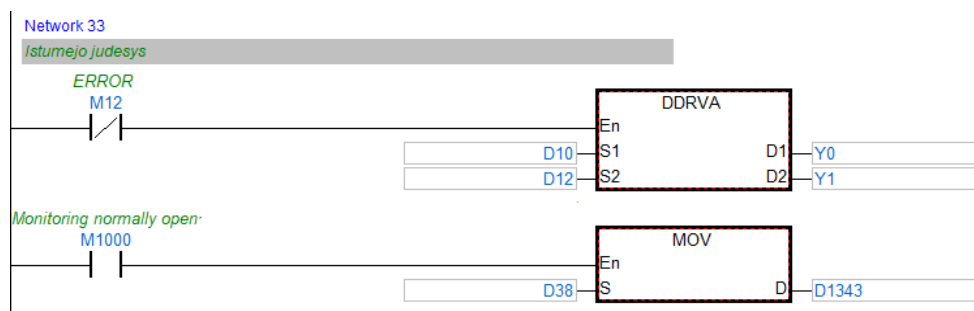 Network 33
Istumejo judesys
ERROR
M12
DDRVA
En
D10 S1 D1 Y0
D12 S2 D2 Y1
Monitoring normally open
M1000
MOV
En
D38 S D D1343